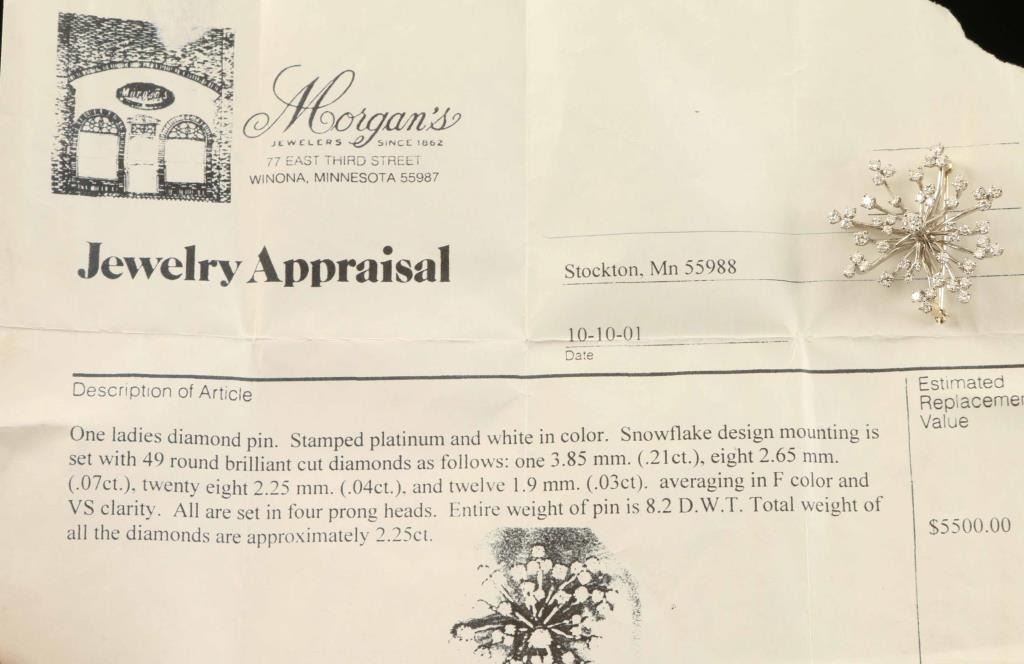 Morgan's
Morgan's
JEWELERS SINCE 1862
77 EAST THIRD STREET
WINONA, MINNESOTA 55987
Jewelry Appraisal
Stockton, Mn 55988
10-10-01
Date
Description of Article
Estimated
Replacemen
Value
One ladies diamond pin. Stamped platinum and white in color. Snowflake design mounting is
set with 49 round brilliant cut diamonds as follows: one 3.85 mm. (.21ct.), eight 2.65 mm.
(.07ct.), twenty eight 2.25 mm. (.04ct.), and twelve 1.9 mm. (.03ct). averaging in F color and
VS clarity. All are set in four prong heads. Entire weight of pin is 8.2 D.W.T. Total weight of
all the diamonds are approximately 2.25ct.
$5500.00